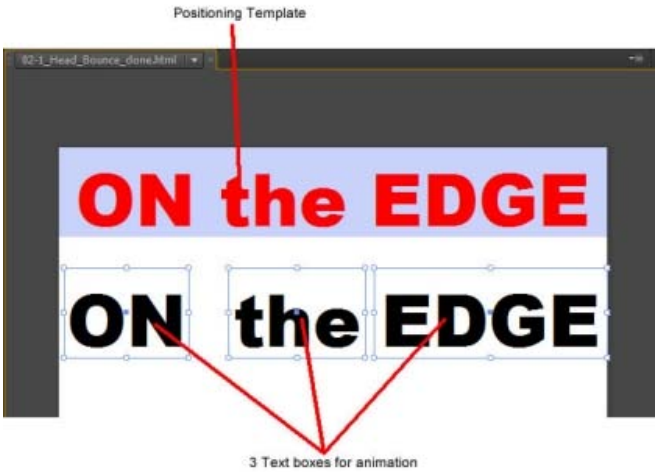 Positioning Template
02-1_Head_Bounce_done.html
ON the EDGE
ON the EDGE
3 Text boxes for animation